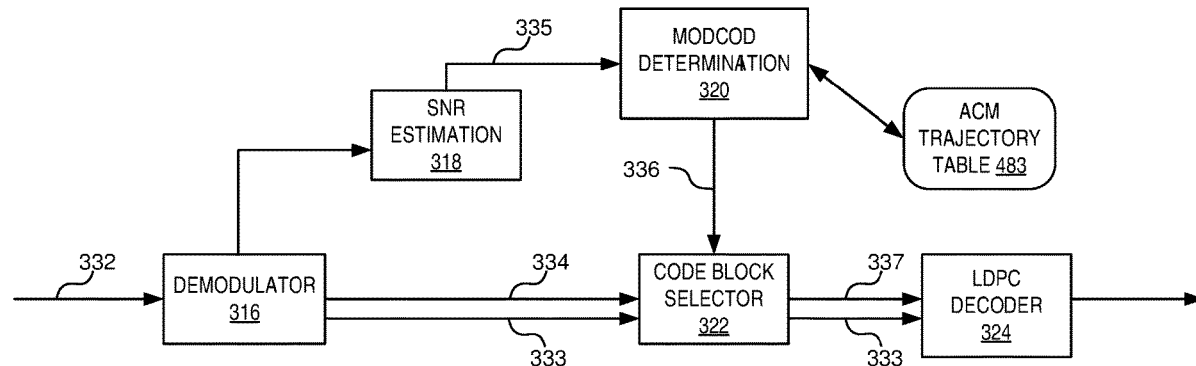 335
MODCOD
DETERMINATION
320
SNR
ESTIMATION
318
ACM
TRAJECTORY
TABLE 483
336
332
DEMODULATOR
316
334
333
CODE BLOCK
SELECTOR
322
337
333
LDPC
DECODER
324